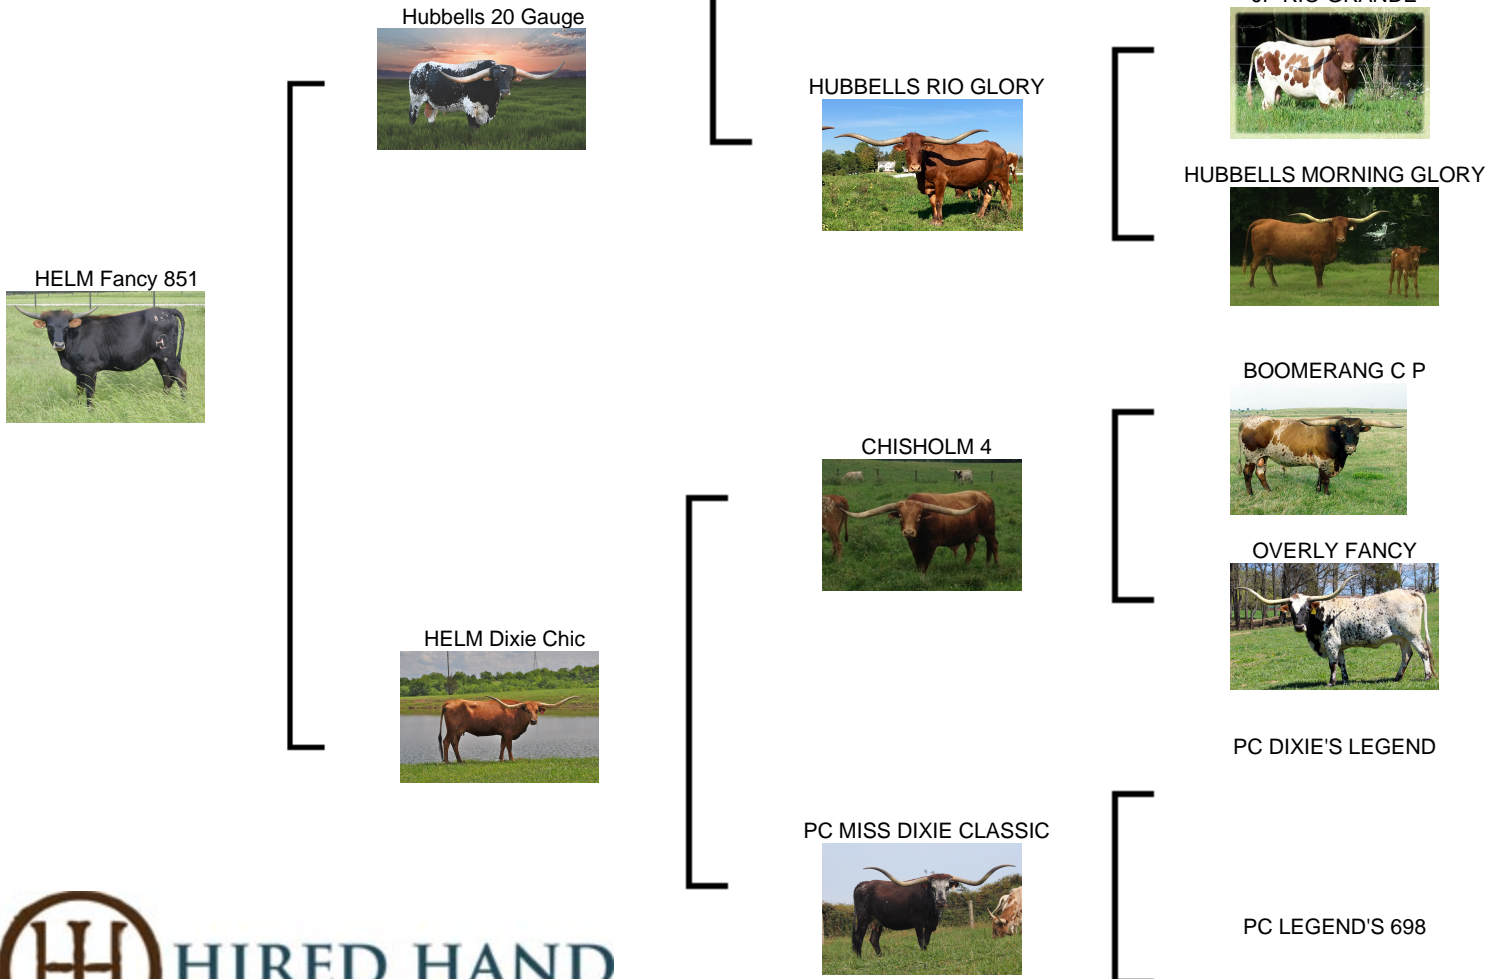 Hubbells 20 Gauge
HUBBELLS RIO GLORY
HUBBELLS MORNING GLORY
HELM Fancy 851
BOOMERANG C P
CHISHOLM 4
OVERLY FANCY
HELM Dixie Chic
PC DIXIE'S LEGEND
PC MISS DIXIE CLASSIC
PC LEGEND'S 698
HIRED HAND